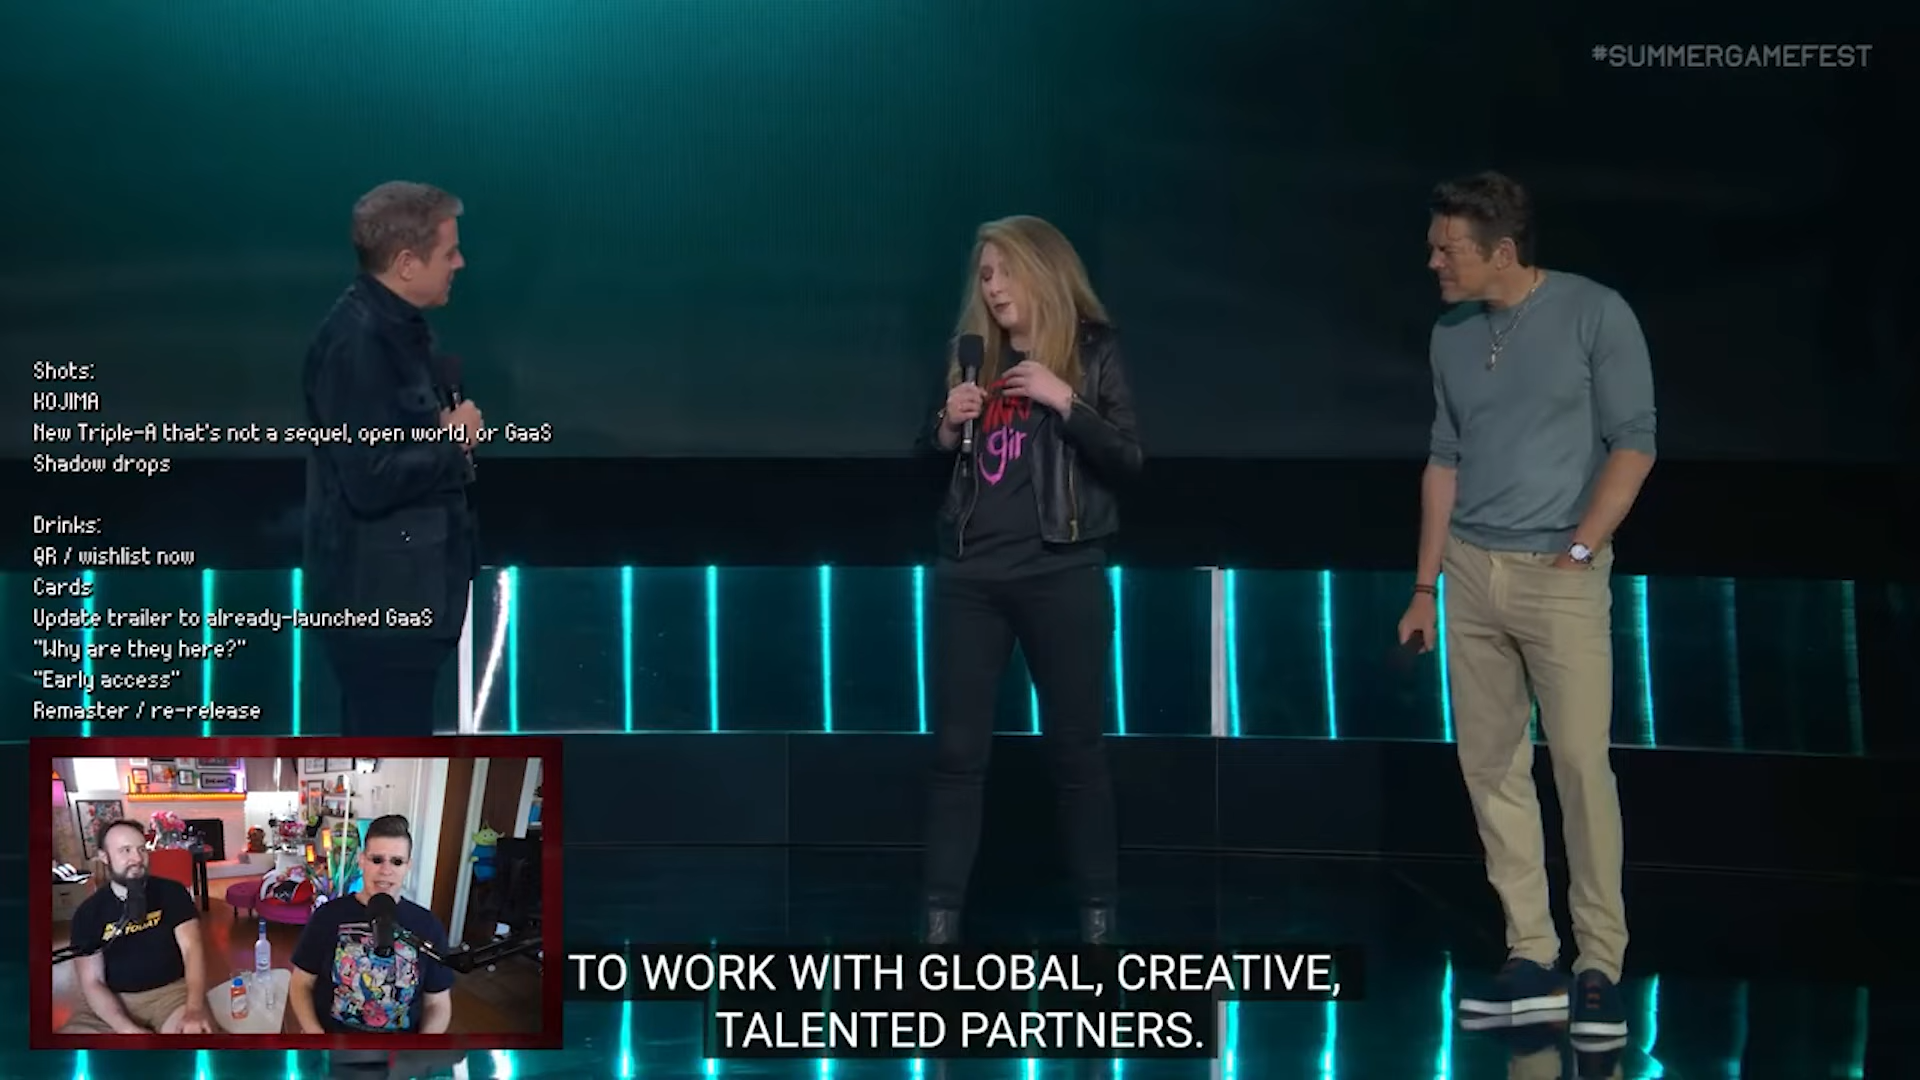 #SUMMERGAMEFEST
Shots:
KOJIMA
New Triple-A that's not a sequel, open world, or GaaS
Shadow drops
Drinks:
QR / wishlist now
Cards
Update trailer to already-launched GaaS
"Why are they here?"
"Early access"
Remaster / re-release
girl
TODAY
TO WORK WITH GLOBAL, CREATIVE,
TALENTED PARTNERS.